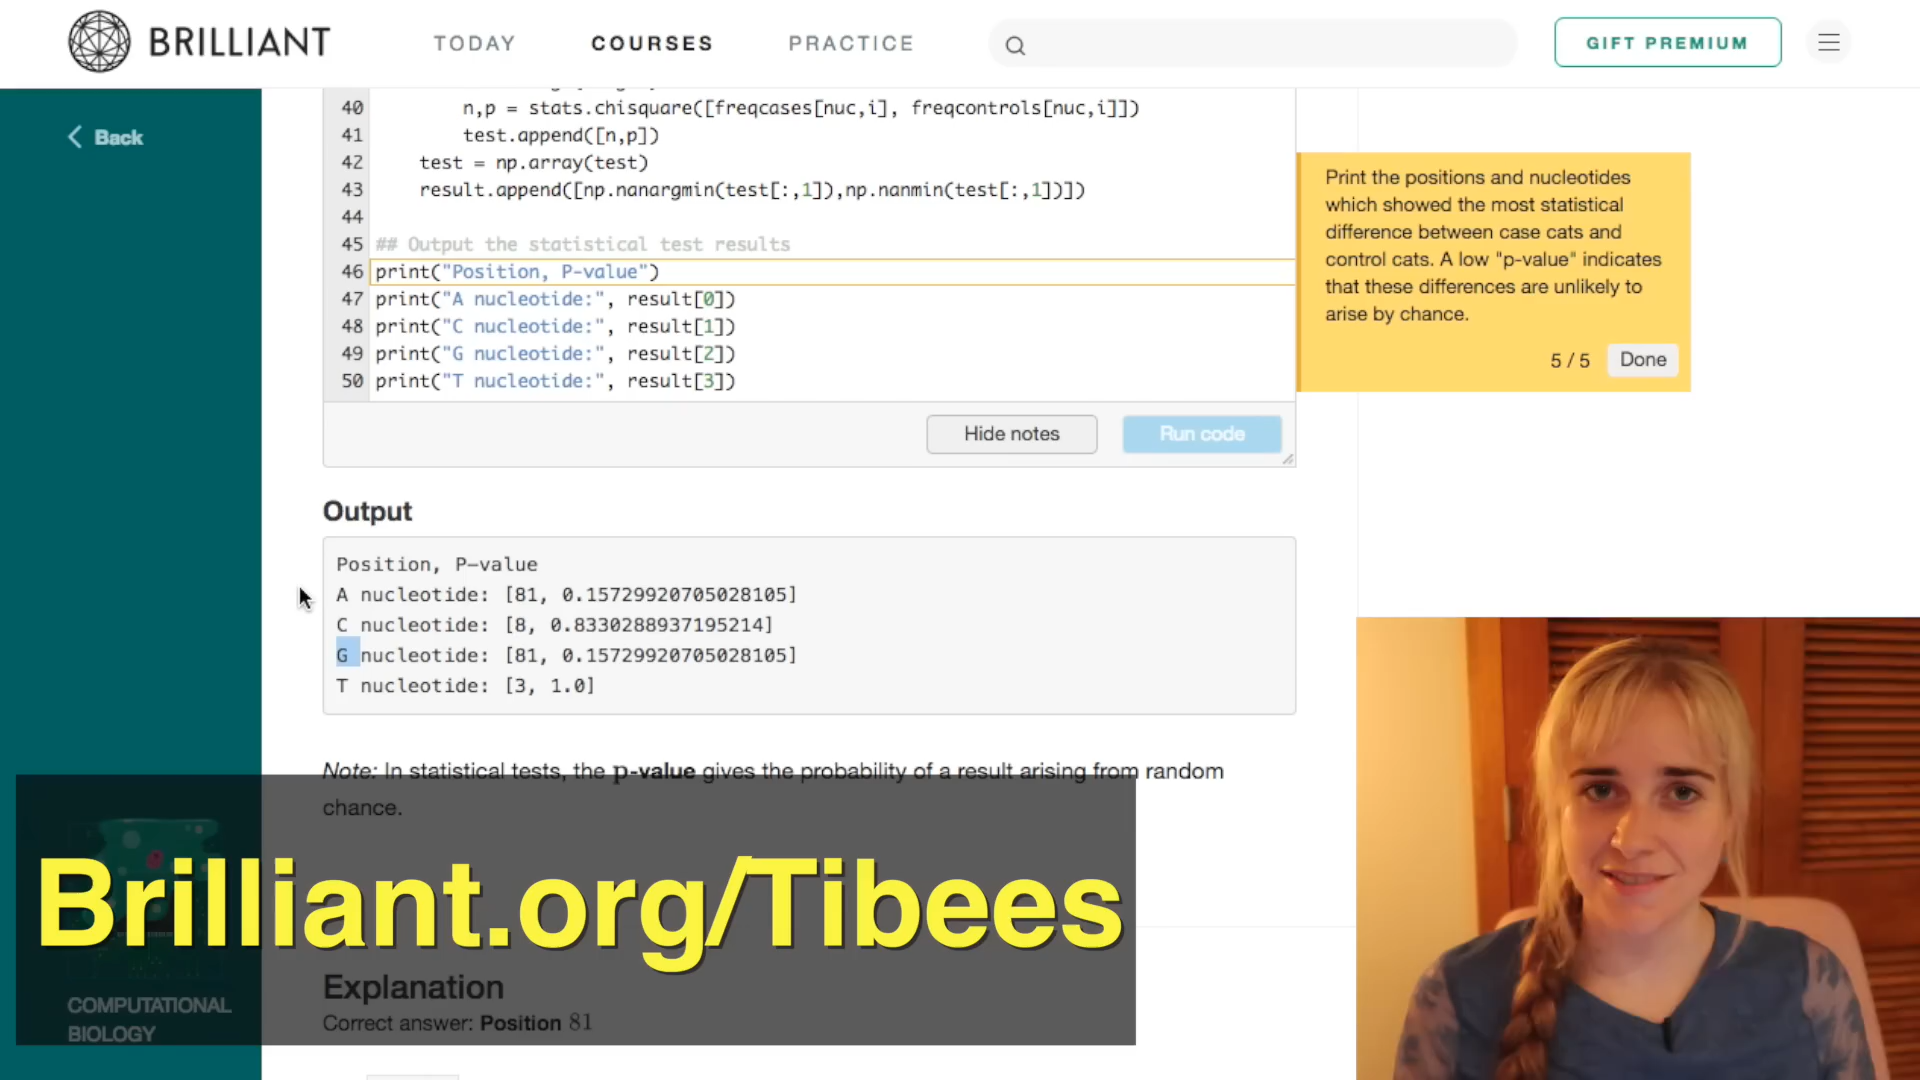 BRILLIANT
TODAY
COURSES
PRACTICE
GIFT PREMIUM
Back
40 n,p = stats.chisquare([freqcases[nuc,i], freqcontrols[nuc,i]])
41 test.append([n,p])
42 test = np.array(test)
43 result.append([np.nanargmin(test[:,1]),np.nanmin(test[:,1])])
44
45 ## Output the statistical test results
46 print("Position, P-value")
47 print("A nucleotide:", result[0])
48 print("C nucleotide:", result[1])
49 print("G nucleotide:", result[2])
50 print("T nucleotide:", result[3])
Print the positions and nucleotides
which showed the most statistical
difference between case cats and
control cats. A low "p-value" indicates
that these differences are unlikely to
arise by chance.
5 / 5
Done
Hide notes
Run code
Output
Position, P-value
A nucleotide: [81, 0.15729920705028105]
C nucleotide: [8, 0.8330288937195214]
G nucleotide: [81, 0.15729920705028105]
T nucleotide: [3, 1.0]
Note: In statistical tests, the p-value gives the probability of a result arising from random
chance.
Brilliant.org/Tibees
COMPUTATIONAL
BIOLOGY
Explanation
Correct answer: Position 81